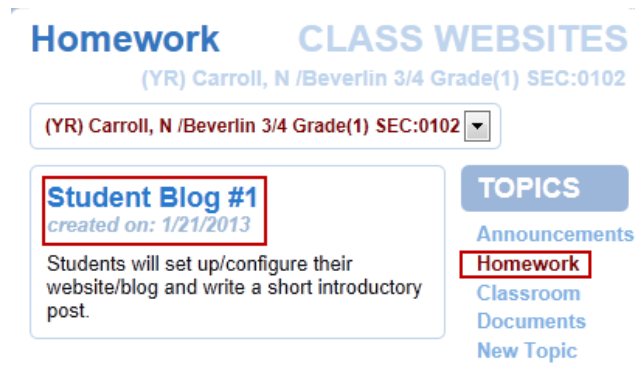 Homework CLASS WEBSITES
(YR) Carroll, N /Beverlin 3/4 Grade(1) SEC:0102
(YR) Carroll, N /Beverlin 3/4 Grade(1) SEC:0102
Student Blog #1
created on: 1/21/2013
Students will set up/configure their
website/blog and write a short introductory
post.
TOPICS
Announcements
Homework
Classroom
Documents
New Topic